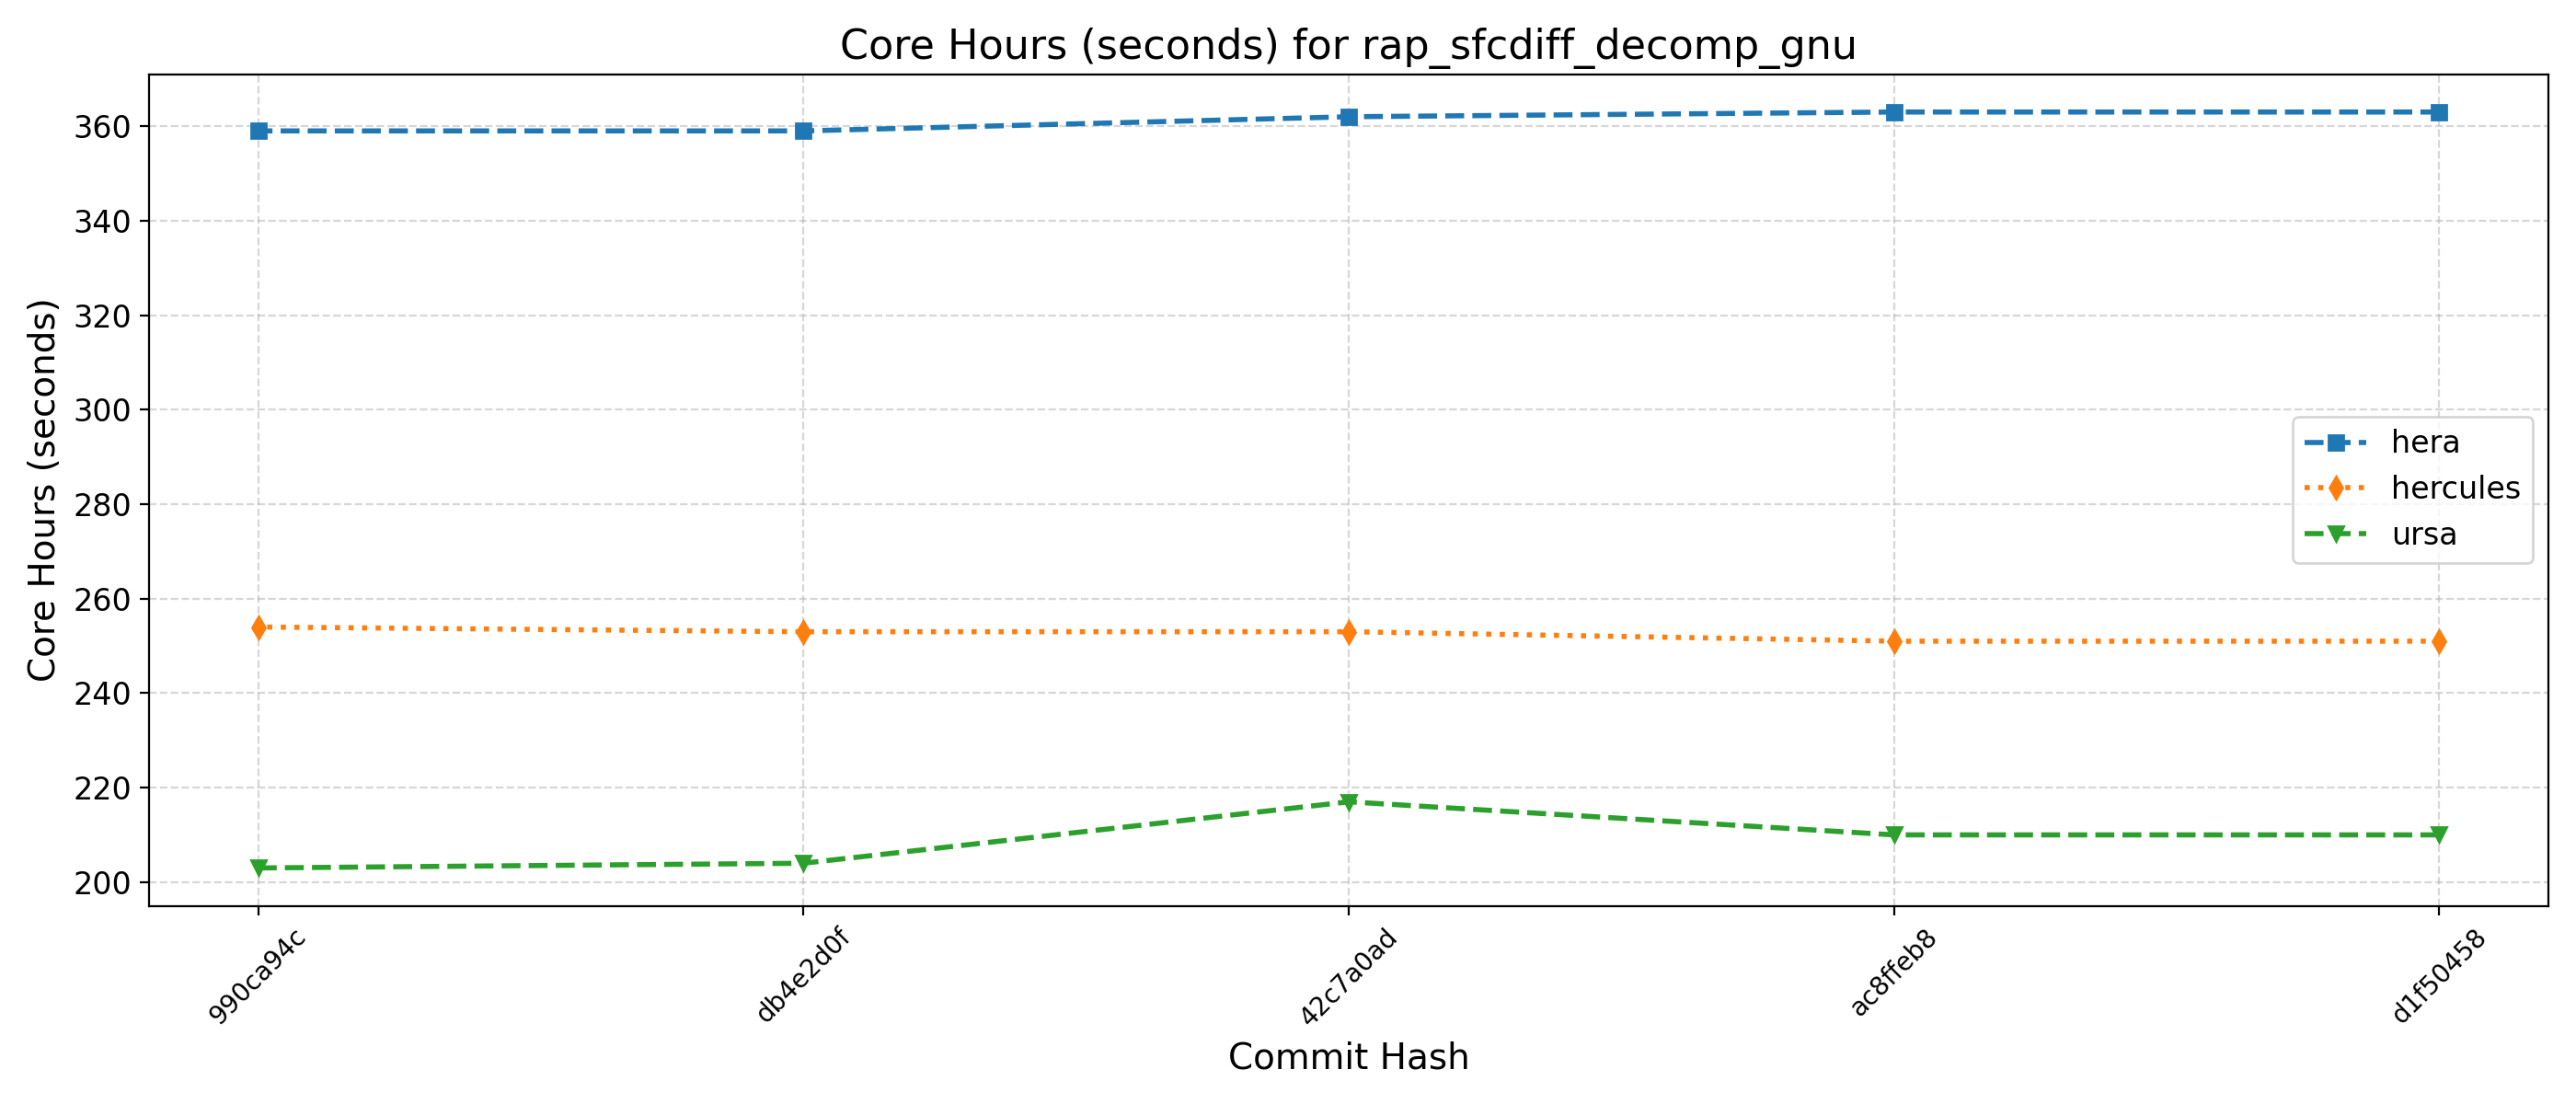 Core Hours (seconds) for rap_sfcdiff_decomp_gnu
Core Hours (seconds)
360
340
320
300
280
260
240
220
200
hera
hercules
ursa
990ca94c
db4e2d0f
42c7a0ad
ac8ffeb8
d1f50458
Commit Hash